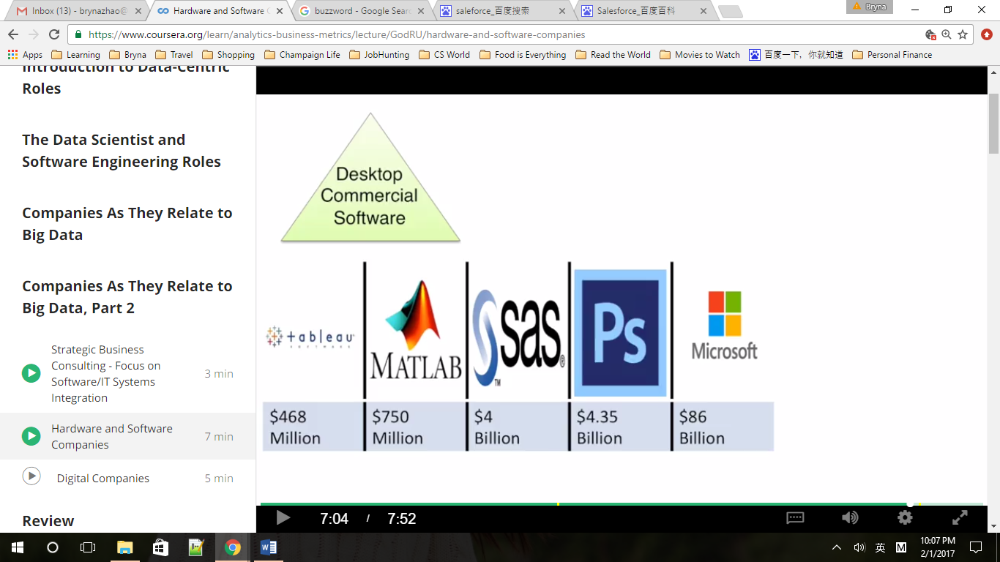 Inbox (13) - brynazhao@
Hardware and Software C
buzzword - Google Searc
saleforce_百度搜索
Salesforce_百度百科
Bryna
https://www.coursera.org/learn/analytics-business-metrics/lecture/GodRU/hardware-and-software-companies
Apps Learning Bryna Travel Shopping Champaign Life JobHunting CS World Food is Everything Read the World Movies to Watch 百度一下，你就知道 Personal Finance
Introduction to Data-Centric
Roles
The Data Scientist and
Software Engineering Roles
Companies As They Relate to
Big Data
Companies As They Relate to
Big Data, Part 2
Strategic Business
Consulting - Focus on
Software/IT Systems
Integration
3 min
Hardware and Software
Companies
7 min
Digital Companies 5 min
Review
Desktop
Commercial
Software
+ableau
SOFTWARE
MATLAB
sas
® TM
Ps
Microsoft
$468
Million
$750
Million
$4
Billion
$4.35
Billion
$86
Billion
7:04 / 7:52
英 M
10:07 PM
2/1/2017